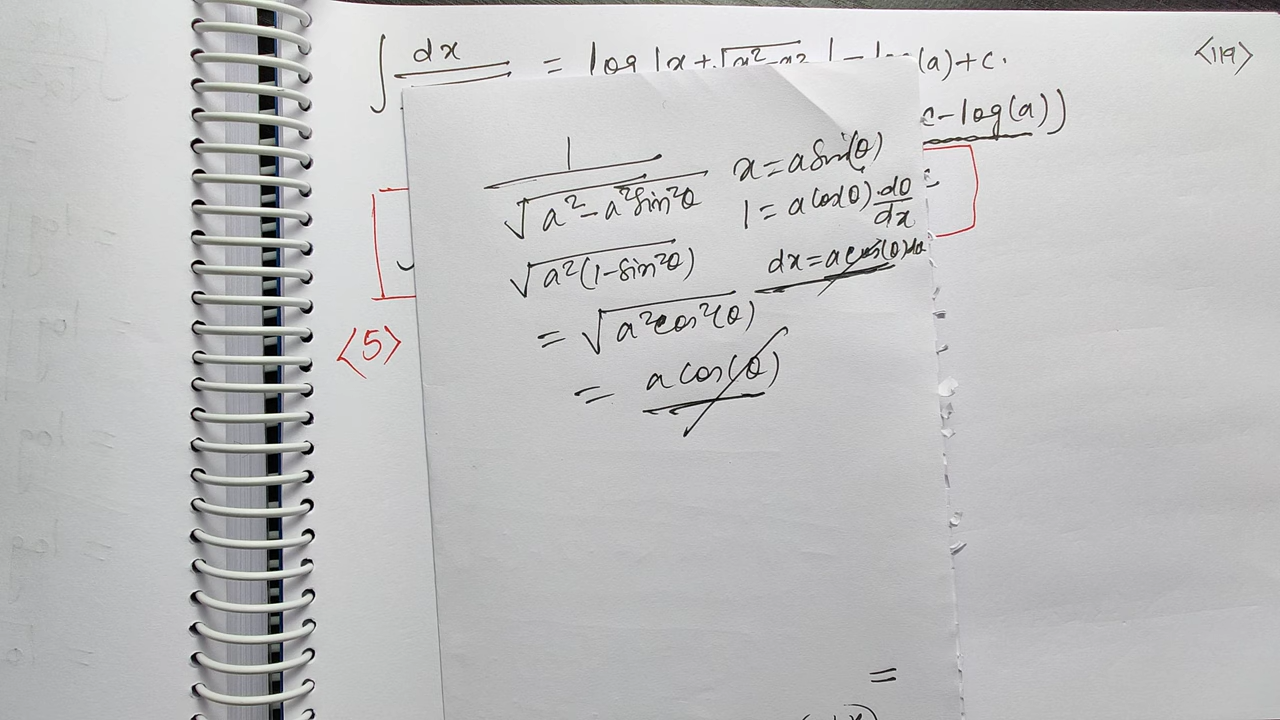 ∫ dx = log |x + √x²-a² | - log(a)+c.
<119>
c-log(a))
1
√a²-a²sin²θ
x = a sin(θ)
1 = a cos(θ).dθ/dx
√a²(1-sin²θ)
dx = a cos(θ)dθ
= √a²cos²(θ)
<5>
= a cos(θ)
=